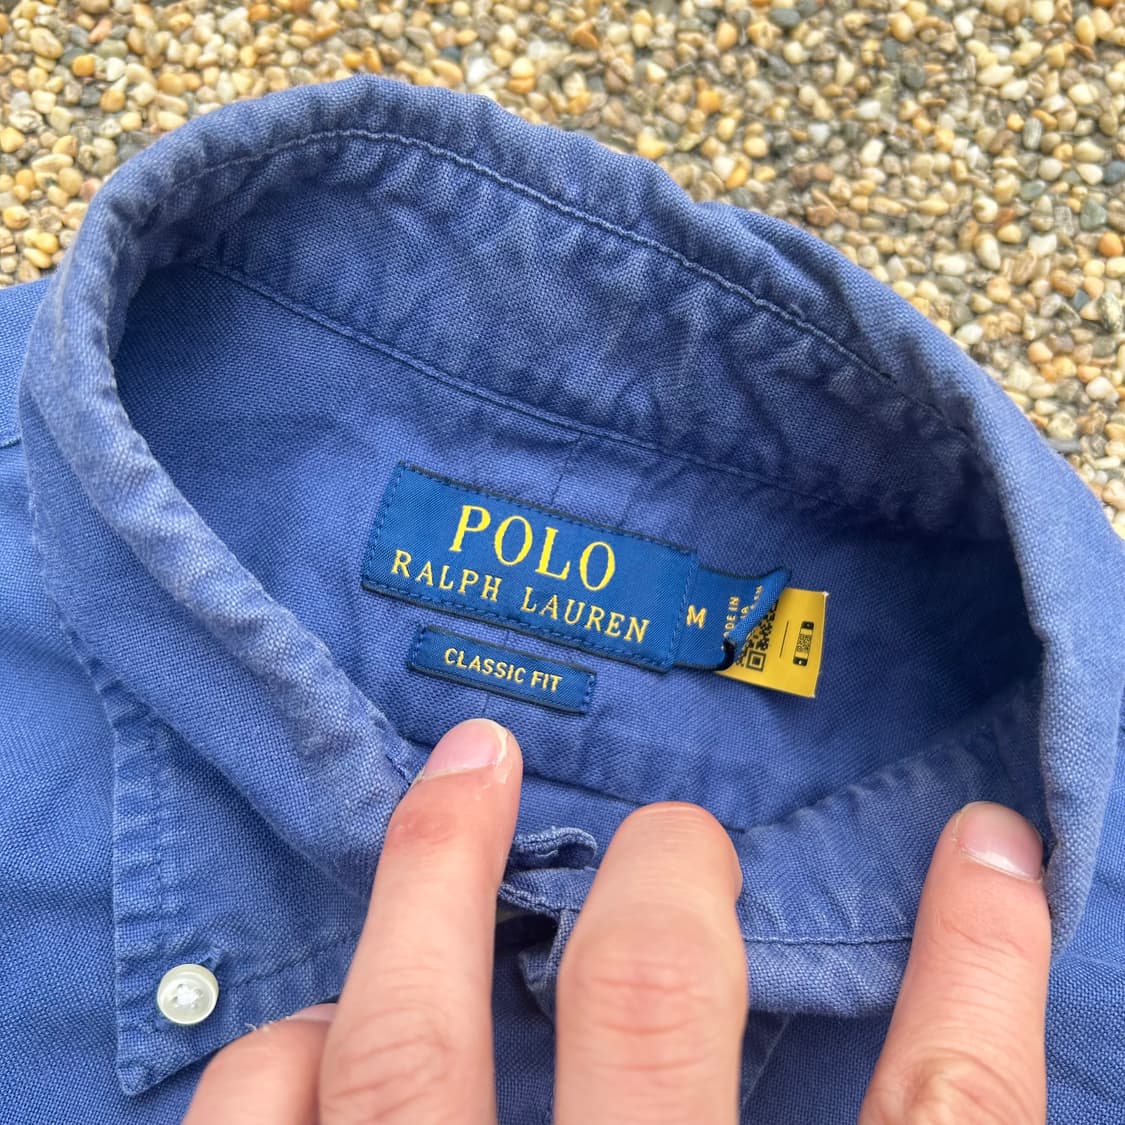 POLO
RALPH LAUREN
M
CLASSIC FIT